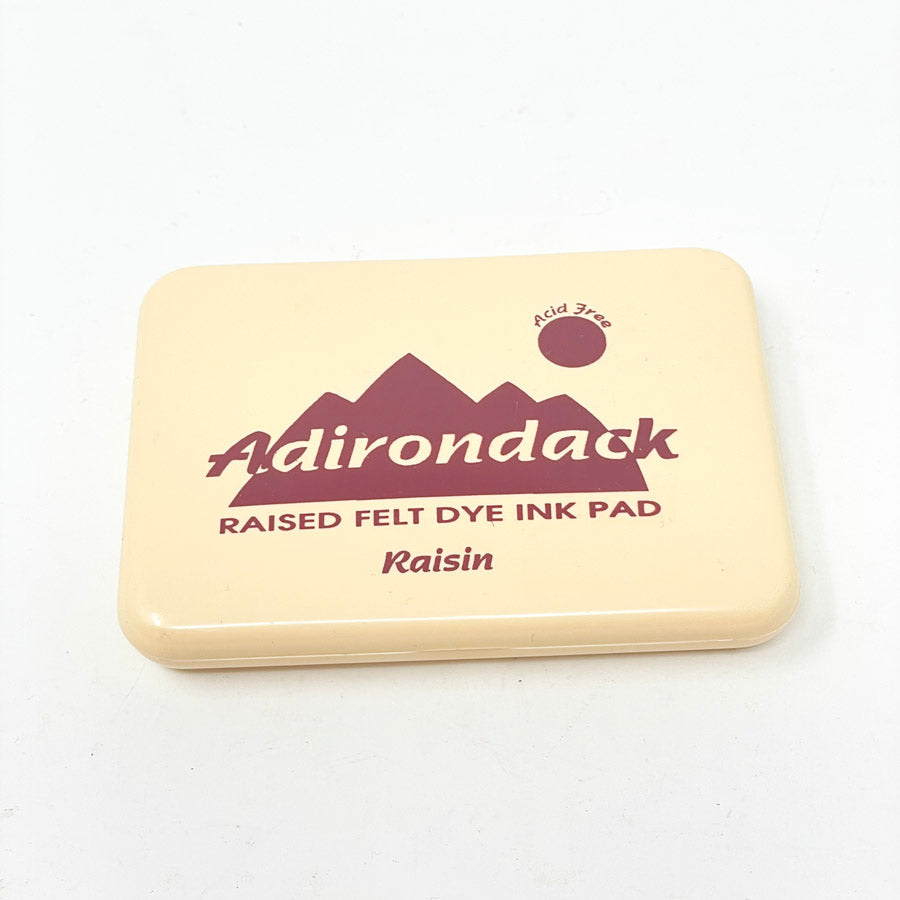 Acid Free
Adirondack
RAISED FELT DYE INK PAD
Raisin